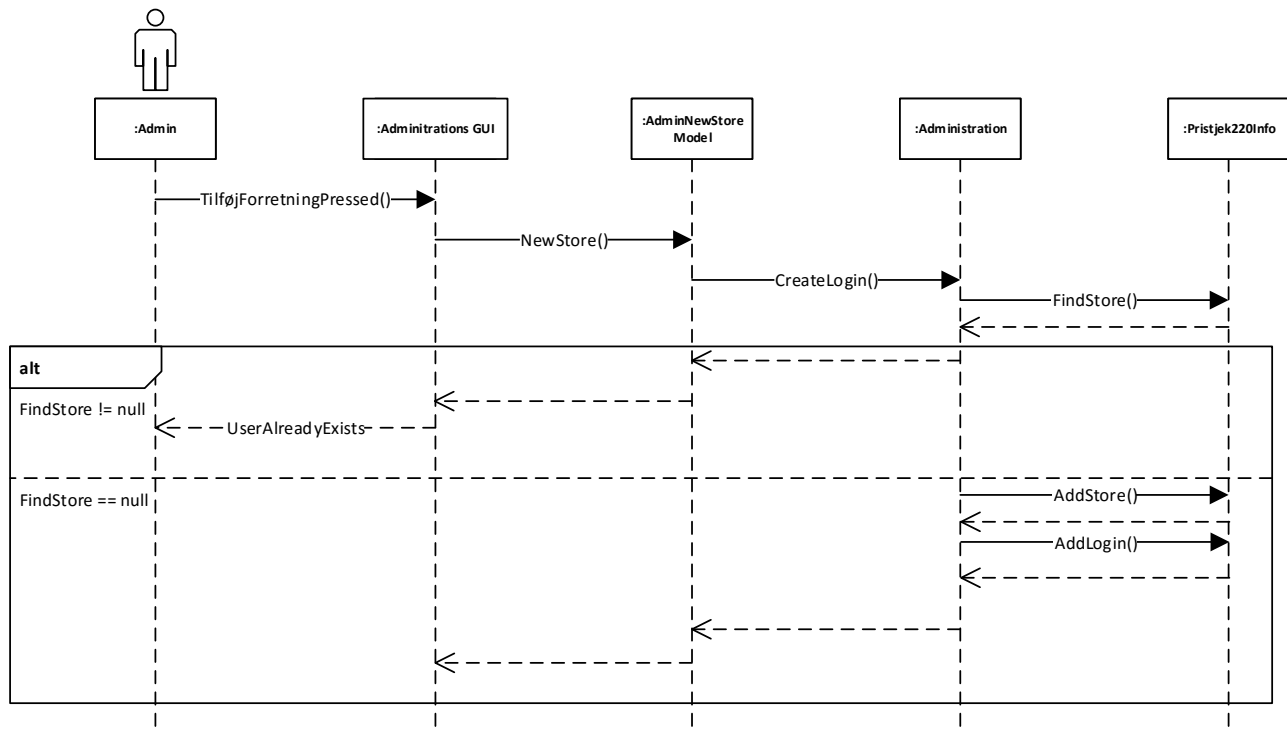 :Admin
:Adminitrations GUI
:AdminNewStore
Model
:Administration
:Pristjek220Info
TilføjForretningPressed()
NewStore()
CreateLogin()
FindStore()
alt
FindStore != null
UserAlreadyExists
FindStore == null
AddStore()
AddLogin()